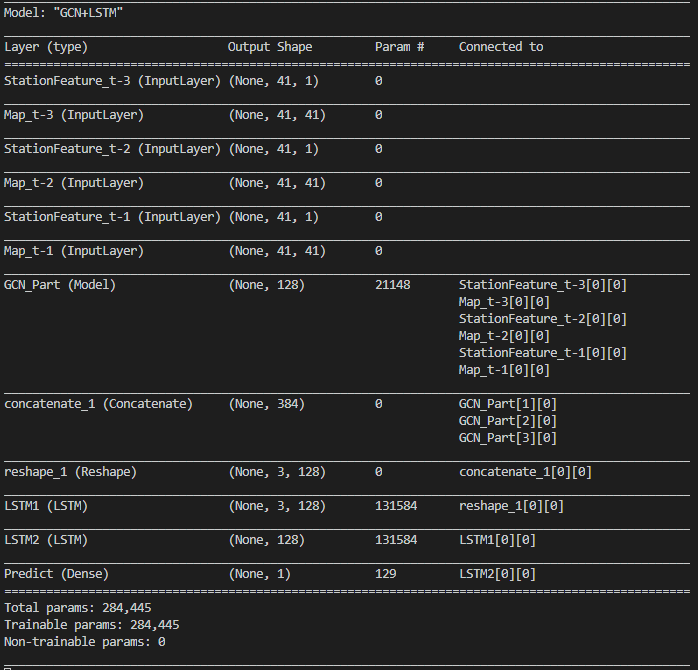 Model: "GCN+LSTM"
Layer (type) Output Shape Param # Connected to
StationFeature_t-3 (InputLayer) (None, 41, 1) 0
Map_t-3 (InputLayer) (None, 41, 41) 0
StationFeature_t-2 (InputLayer) (None, 41, 1) 0
Map_t-2 (InputLayer) (None, 41, 41) 0
StationFeature_t-1 (InputLayer) (None, 41, 1) 0
Map_t-1 (InputLayer) (None, 41, 41) 0
GCN_Part (Model) (None, 128) 21148 StationFeature_t-3[0][0]
Map_t-3[0][0]
StationFeature_t-2[0][0]
Map_t-2[0][0]
StationFeature_t-1[0][0]
Map_t-1[0][0]
concatenate_1 (Concatenate) (None, 384) 0 GCN_Part[1][0]
GCN_Part[2][0]
GCN_Part[3][0]
reshape_1 (Reshape) (None, 3, 128) 0 concatenate_1[0][0]
LSTM1 (LSTM) (None, 3, 128) 131584 reshape_1[0][0]
LSTM2 (LSTM) (None, 128) 131584 LSTM1[0][0]
Predict (Dense) (None, 1) 129 LSTM2[0][0]
Total params: 284,445
Trainable params: 284,445
Non-trainable params: 0